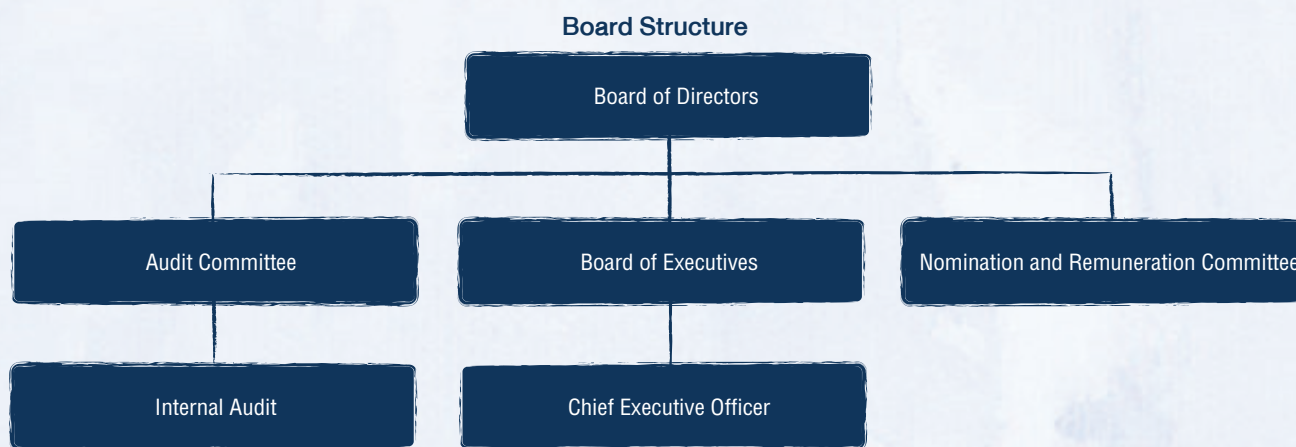 Board Structure
Board of Directors
Audit Committee
Board of Executives
Nomination and Remuneration Committee
Internal Audit
Chief Executive Officer